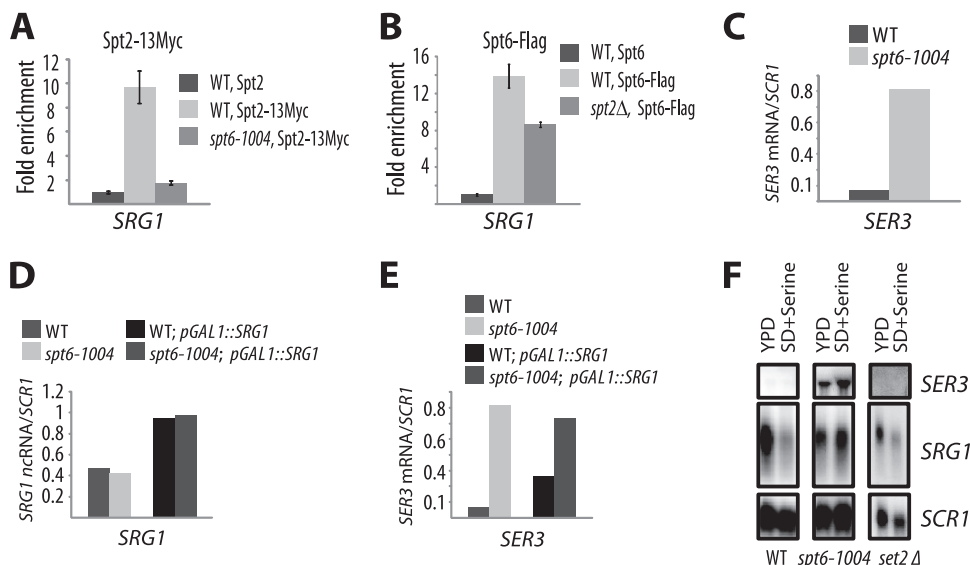 A
Spt2-13Myc
Fold enrichment
12
10
8
6
4
2
WT, Spt2
WT, Spt2-13Myc
spt6-1004, Spt2-13Myc
SRG1
B
Spt6-Flag
Fold enrichment
16
12
8
4
WT, Spt6
WT, Spt6-Flag
spt2Δ, Spt6-Flag
SRG1
C
WT
spt6-1004
SER3 mRNA/SCR1
0.8
0.8
0.4
0.1
SER3
D
WT
WT; pGAL1::SRG1
spt6-1004
spt6-1004; pGAL1::SRG1
SRG1 ncRNA/SCR1
1.2
1
0.8
0.6
0.4
0.2
SRG1
E
WT
spt6-1004
WT; pGAL1::SRG1
spt6-1004; pGAL1::SRG1
SER3 mRNA/SCR1
0.8
0.8
0.4
0.1
SER3
F
YPD
SD+Serine
YPD
SD+Serine
YPD
SD+Serine
SER3
SRG1
SCR1
WT spt6-1004 set2 Δ